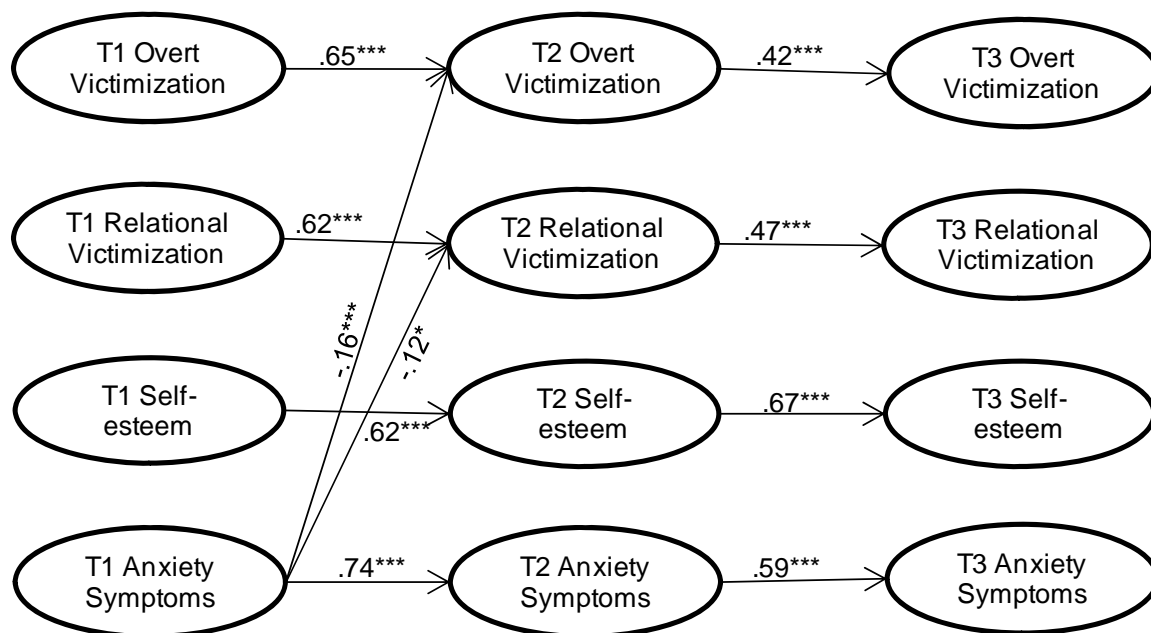 T1 Overt
Victimization
.65***
T2 Overt
Victimization
.42***
T3 Overt
Victimization
T1 Relational
Victimization
.62***
T2 Relational
Victimization
.47***
T3 Relational
Victimization
-.16***
-.12*
T1 Self-
esteem
.62***
T2 Self-
esteem
.67***
T3 Self-
esteem
T1 Anxiety
Symptoms
.74***
T2 Anxiety
Symptoms
.59***
T3 Anxiety
Symptoms